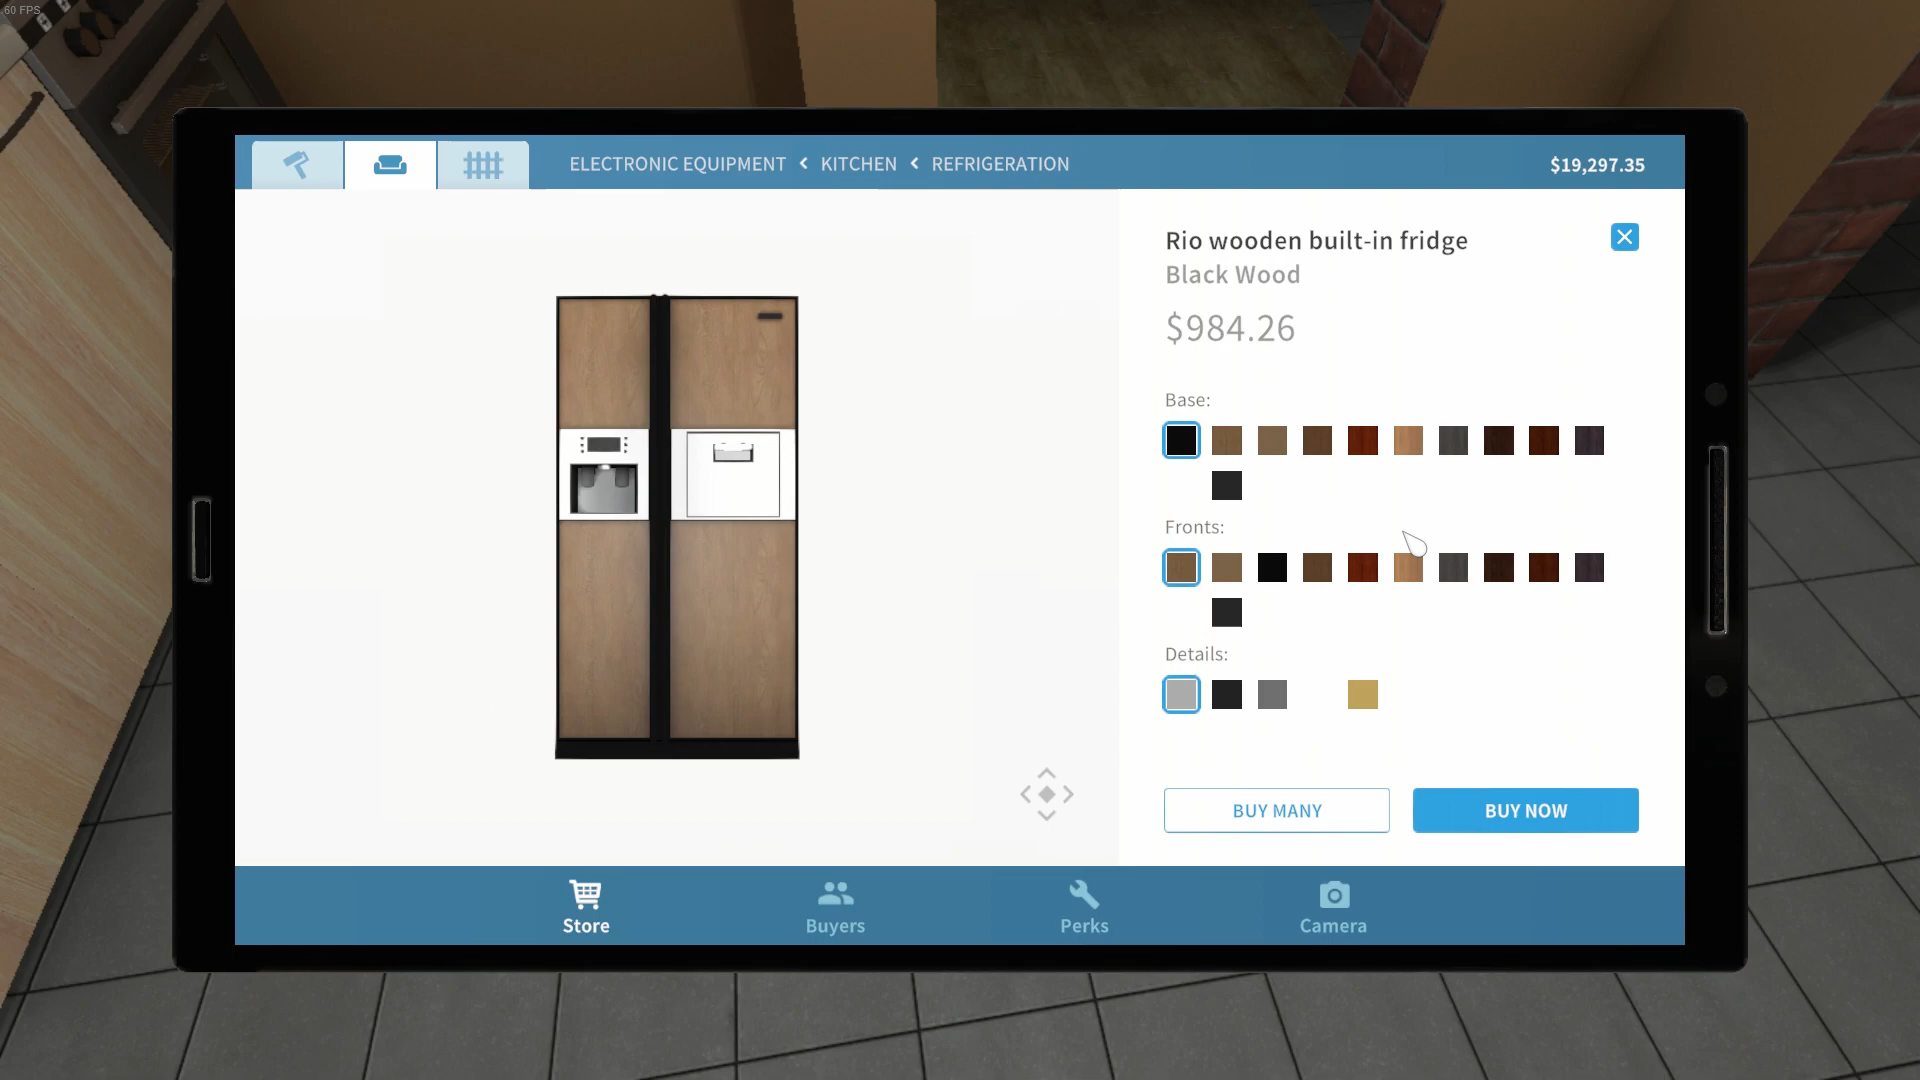 60 FPS
ELECTRONIC EQUIPMENT < KITCHEN < REFRIGERATION
$19,297.35
Rio wooden built-in fridge
Black Wood
$984.26
Base:
Fronts:
Details:
BUY MANY
BUY NOW
Store
Buyers
Perks
Camera